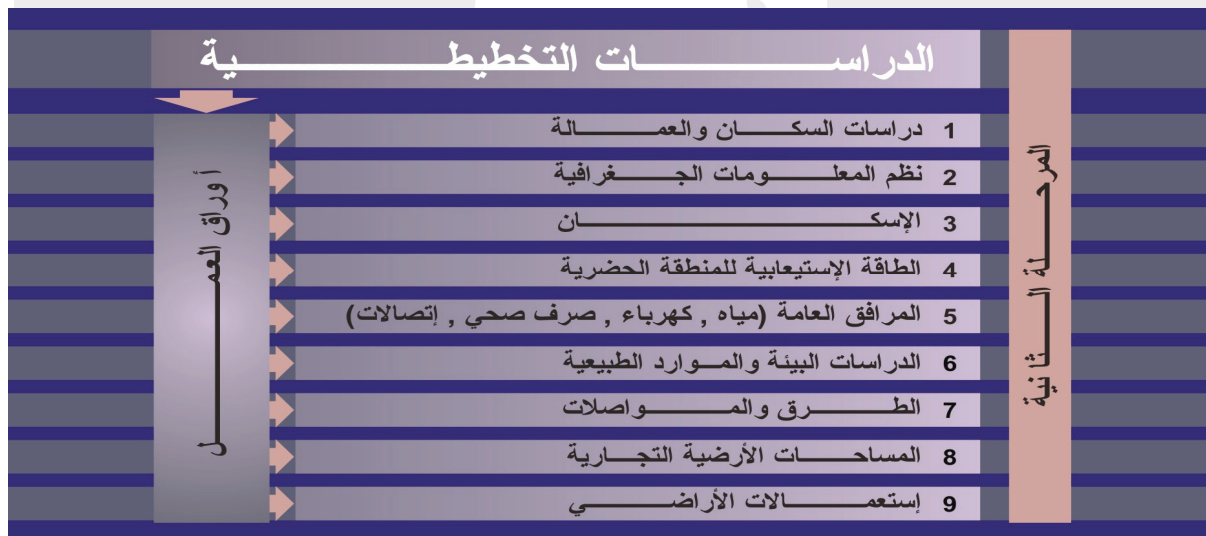 الدراسات التخطيطية
المرحلة الثانية
1 دراسات السكان والعمالة
2 نظم المعلومات الجغرافية
3 الإسكان
4 الطاقة الإستيعابية للمنطقة الحضرية
5 المرافق العامة (مياه , كهرباء , صرف صحي , إتصالات)
6 الدراسات البيئة والموارد الطبيعية
7 الطرق والمواصلات
8 المساحات الأرضية التجارية
9 إستعمالات الأراضي
أوراق العمل